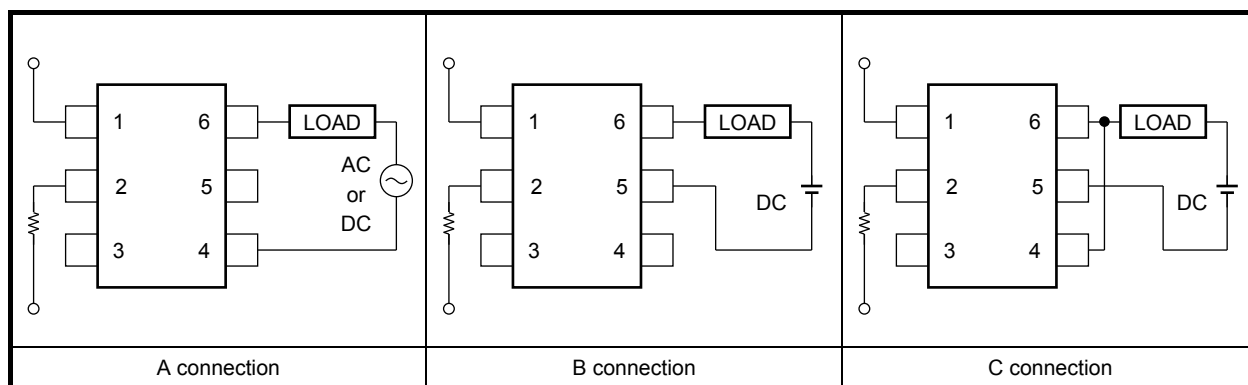 1 6 LOAD
2 5 AC or DC
3 4
A connection
1 6 LOAD
2 5 DC
3 4
B connection
1 6 LOAD
2 5 DC
3 4
C connection